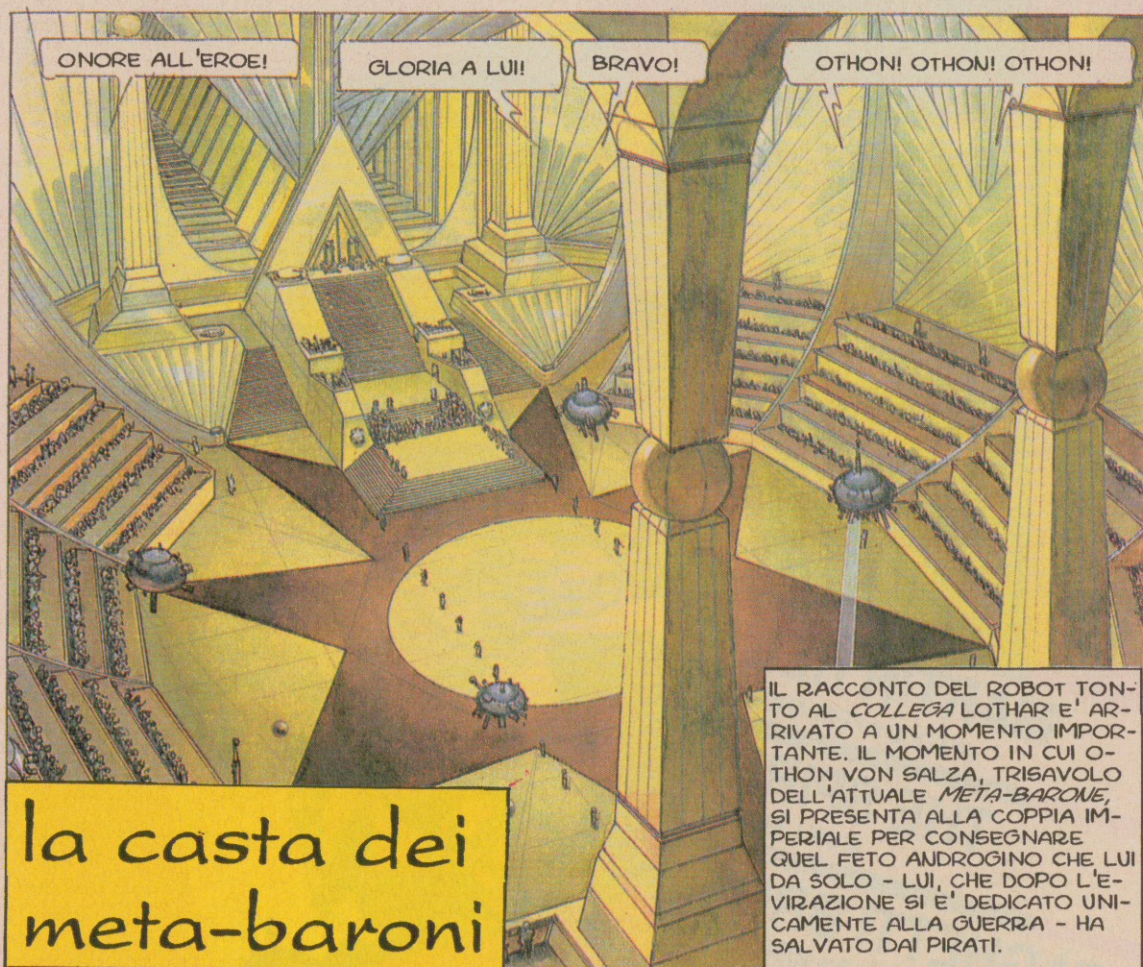 ONORE ALL'EROE!
GLORIA A LUI!
BRAVO!
OTHON! OTHON! OTHON!
IL RACCONTO DEL ROBOT TON-
TO AL COLLEGA LOTHAR E' AR-
RIVATO A UN MOMENTO IMPOR-
TANTE. IL MOMENTO IN CUI O-
THON VON SALZA, TRISAVOLO
DELL'ATTUALE META-BARONE,
SI PRESENTA ALLA COPPIA IM-
PERIALE PER CONSEGNARE
QUEL FETO ANDROGINO CHE LUI
DA SOLO - LUI, CHE DOPO L'E-
VIRAZIONE SI E' DEDICATO UNI-
CAMENTE ALLA GUERRA - HA
SALVATO DAI PIRATI.
la casta dei
meta-baroni